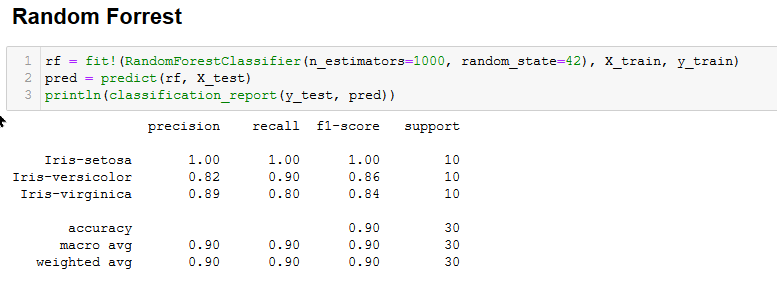 Random Forrest
1 rf = fit!(RandomForestClassifier(n_estimators=1000, random_state=42), X_train, y_train)
2 pred = predict(rf, X_test)
3 println(classification_report(y_test, pred))
precision recall f1-score support
Iris-setosa 1.00 1.00 1.00 10
Iris-versicolor 0.82 0.90 0.86 10
Iris-virginica 0.89 0.80 0.84 10
accuracy 0.90 30
macro avg 0.90 0.90 0.90 30
weighted avg 0.90 0.90 0.90 30